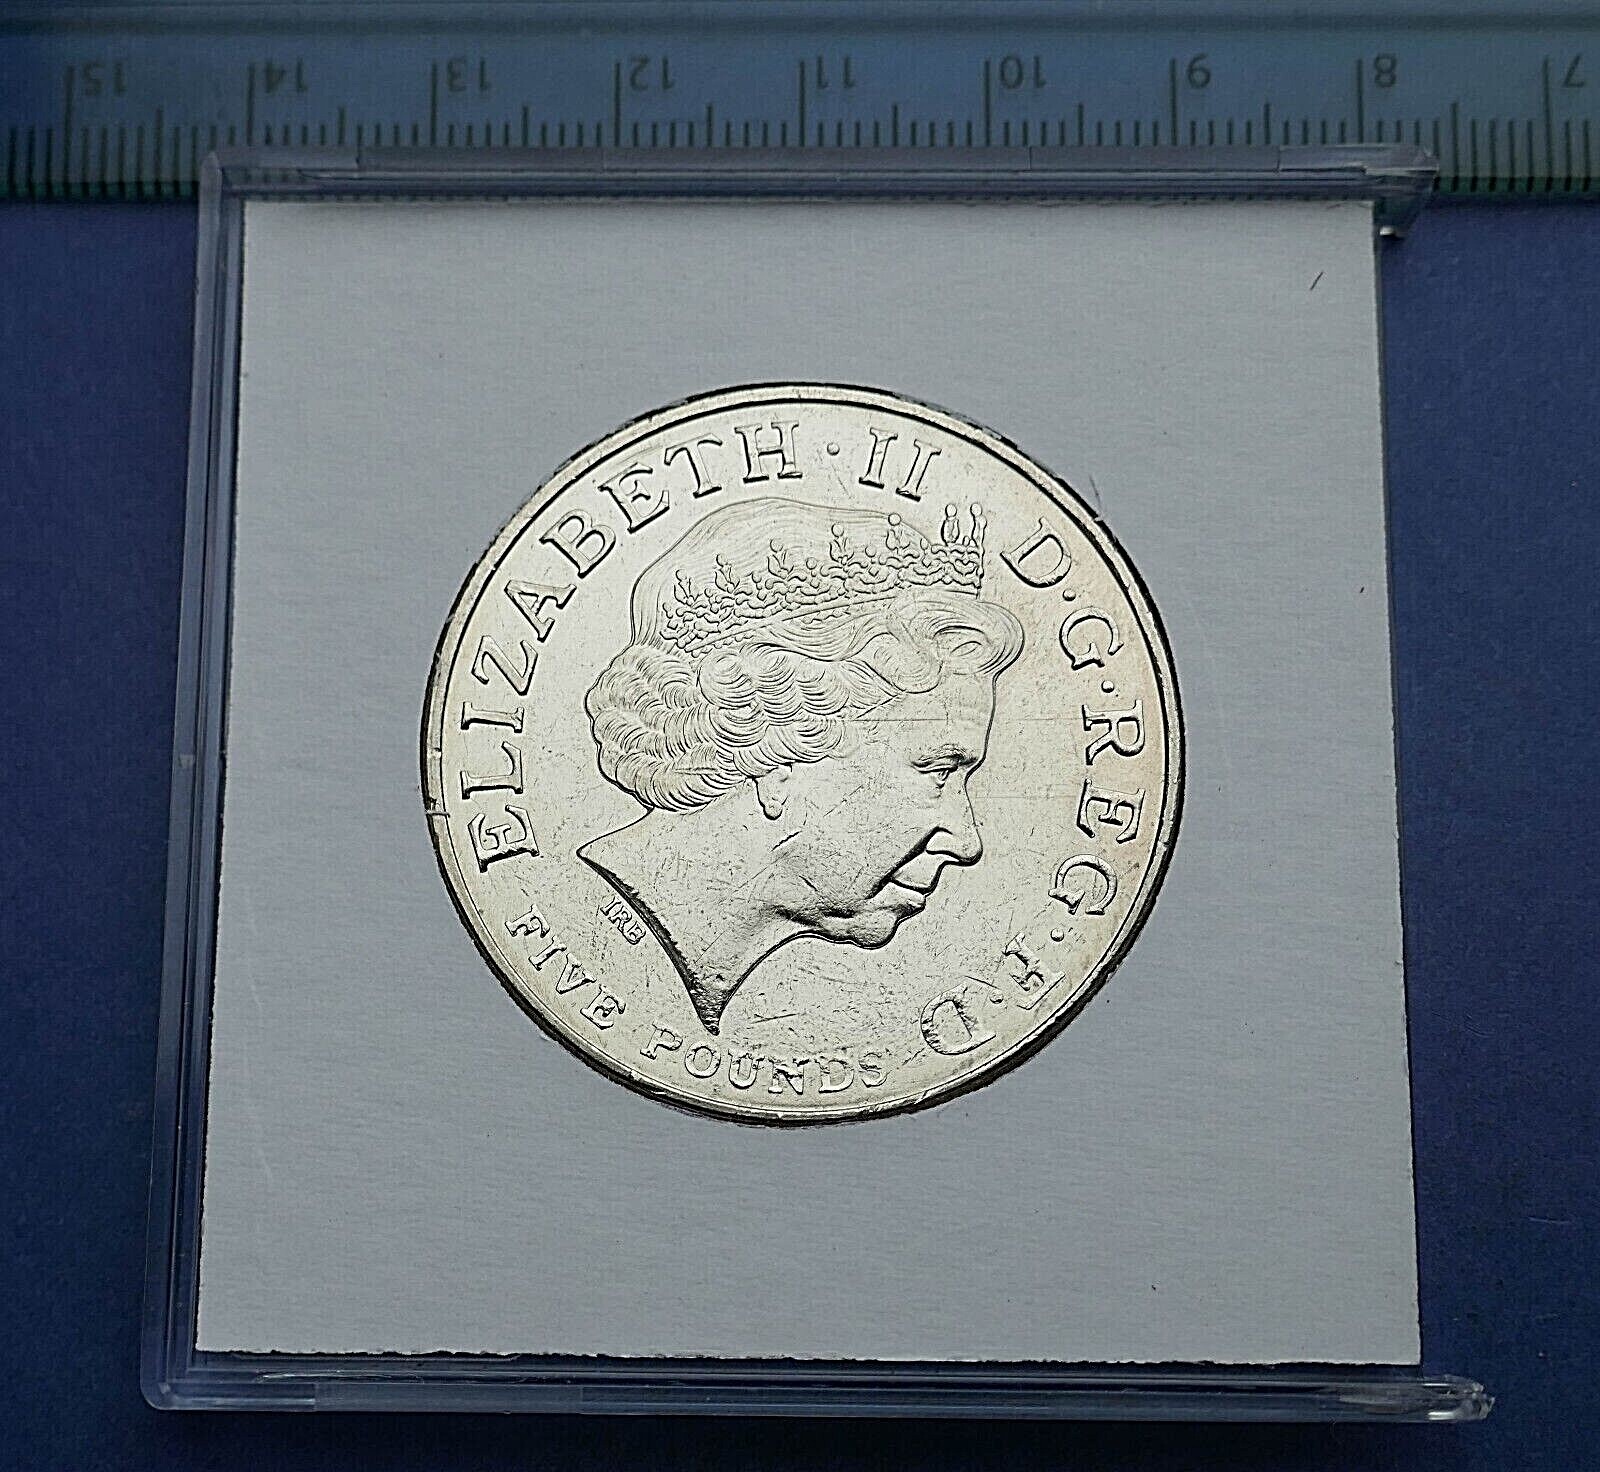 15 14 13 12 11 10 9 8 7
ELIZABETH · II D · G · REG · F · D
IRB
FIVE POUNDS